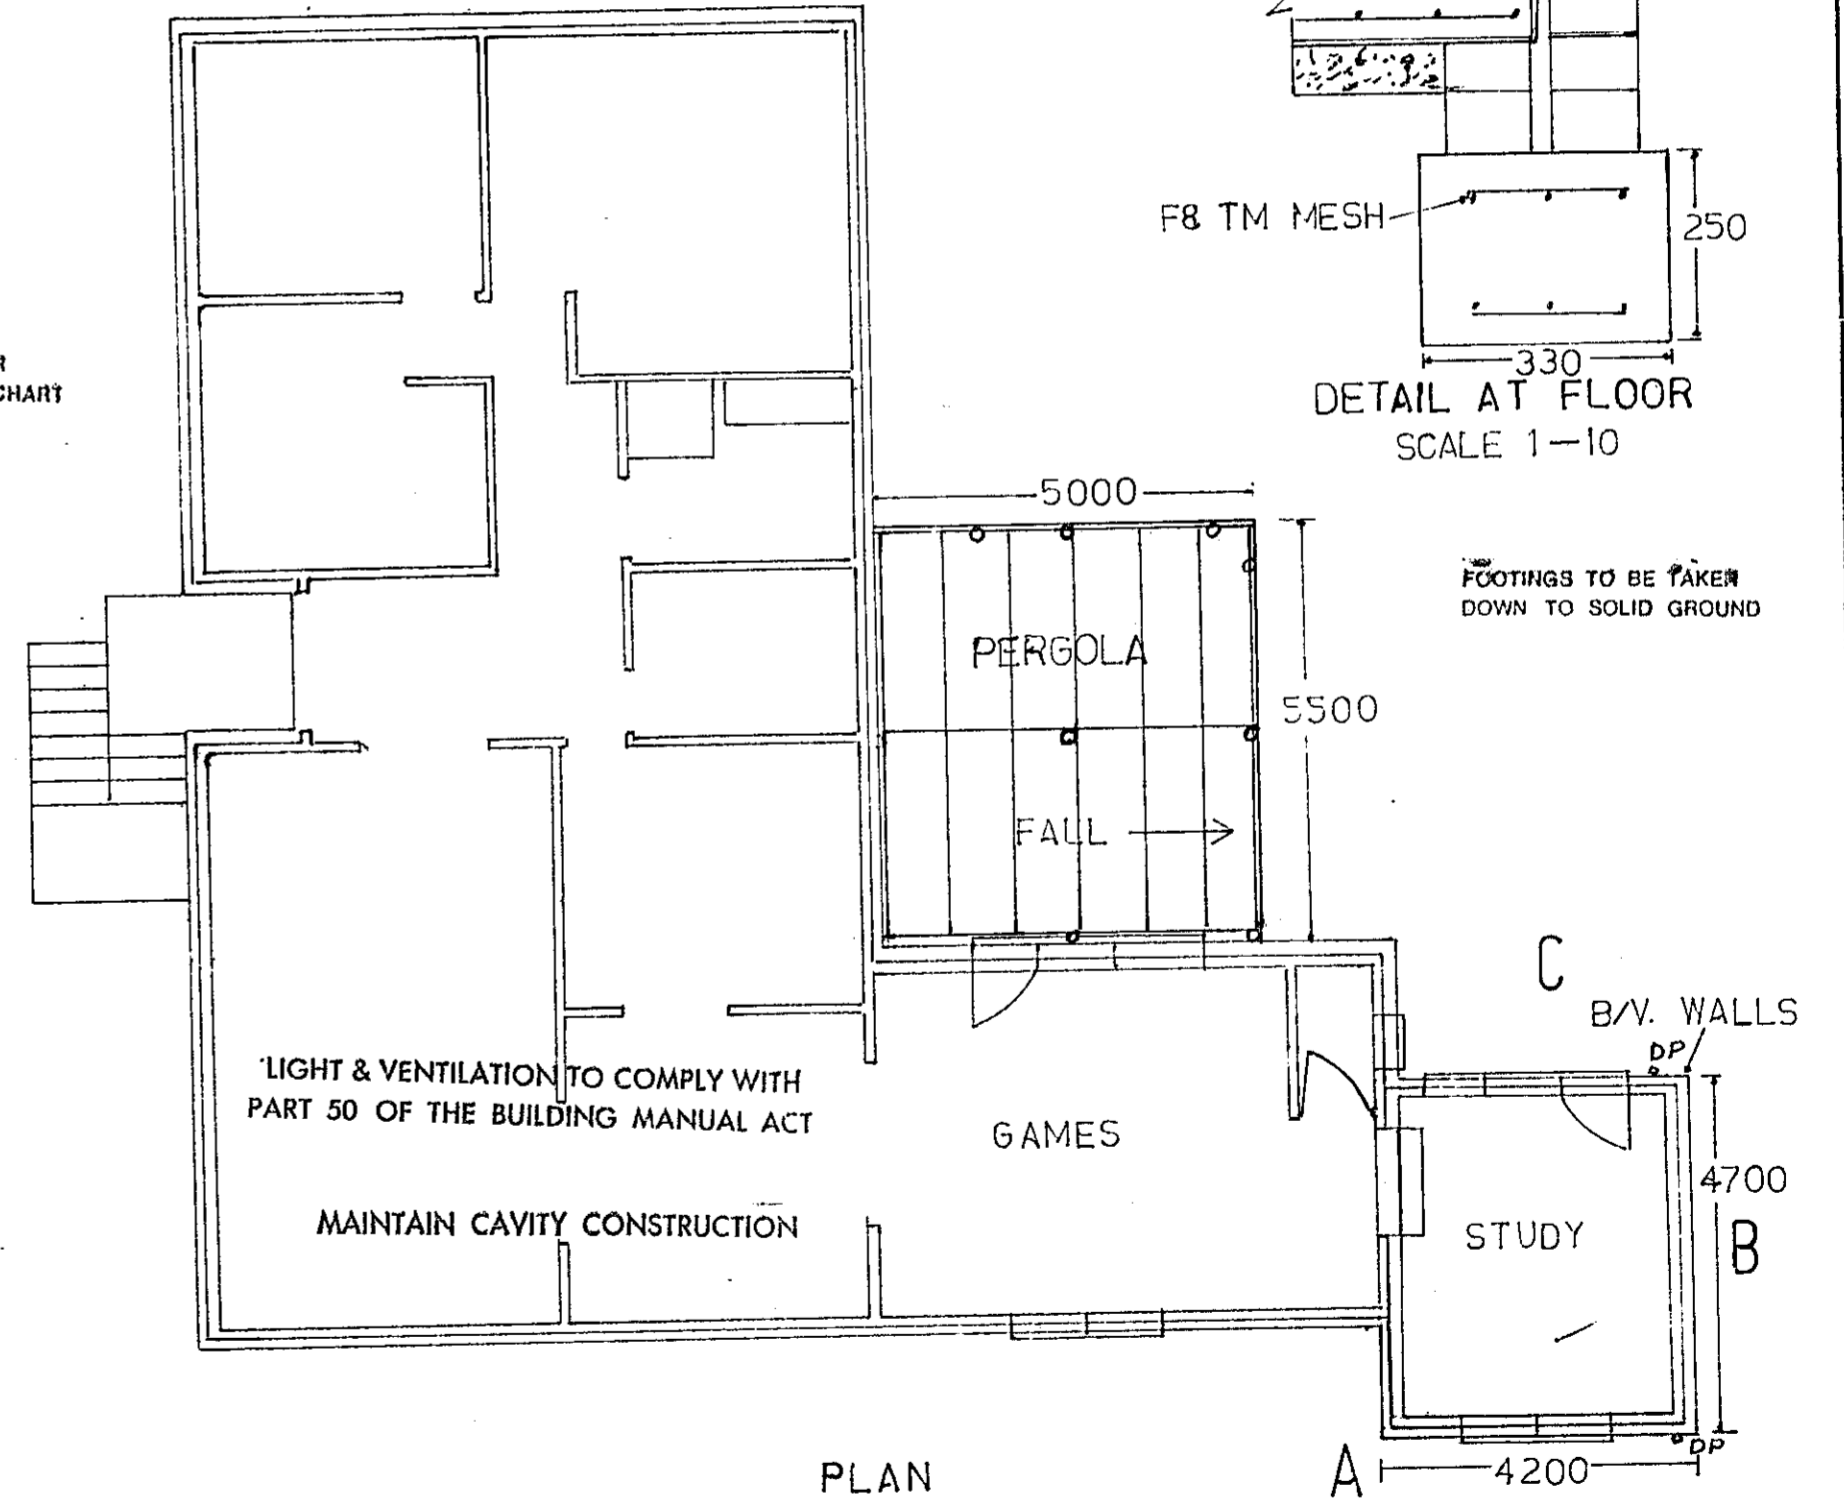 F8 TM MESH
250
330
DETAIL AT FLOOR
SCALE 1—10
CHART
5000
FOOTINGS TO BE TAKEN
DOWN TO SOLID GROUND
PERGOLA
5500
FALL
C
B/V. WALLS
DP
LIGHT & VENTILATION TO COMPLY WITH
PART 50 OF THE BUILDING MANUAL ACT
GAMES
4700
MAINTAIN CAVITY CONSTRUCTION
STUDY
B
DP
PLAN
A
4200